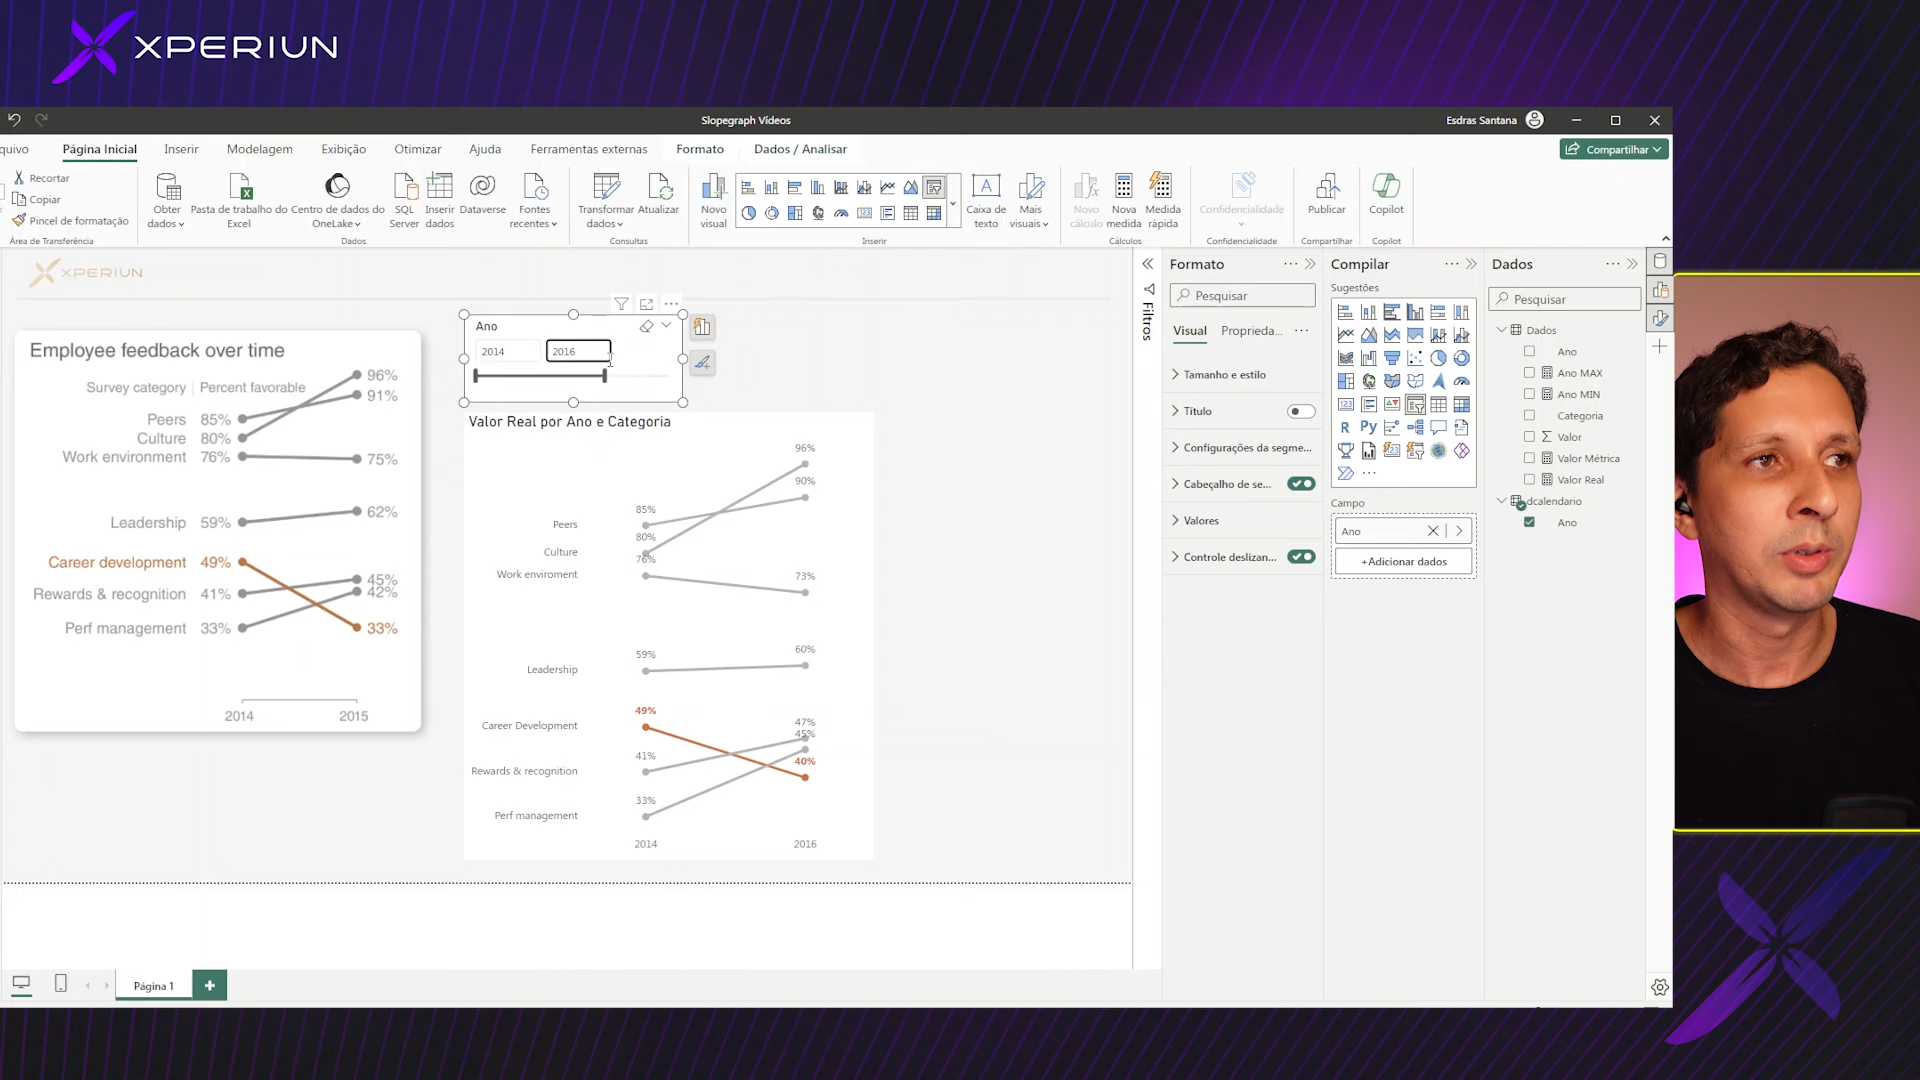 XPERIUN
Slopegraph Vídeos
Esdras Santana
quivo
Página Inicial
Inserir
Modelagem
Exibição
Otimizar
Ajuda
Ferramentas externas
Formato
Dados / Analisar
Compartilhar
Recortar
Copiar
Pincel de formatação
Área de Transferência
Obter dados
Pasta de trabalho do Excel
Centro de dados do OneLake
SQL Server
Inserir dados
Dataverse
Fontes recentes
Dados
Transformar dados
Atualizar
Consultas
Novo visual
Caixa de texto
Mais visuais
Inserir
Novo cálculo
Nova medida
Medida rápida
Cálculos
Confidencialidade
Confidencialidade
Publicar
Compartilhar
Copilot
Copilot
XPERIUN
Employee feedback over time
Survey category | Percent favorable
96%
91%
Peers 85%
Culture 80%
Work environment 76% 75%
Leadership 59% 62%
Career development 49%
45%
Rewards & recognition 41% 42%
Perf management 33% 33%
2014 2015
Ano
2014 2016
Valor Real por Ano e Categoria
96%
90%
85%
Peers
80%
Culture
76%
Work enviroment 73%
59% 60%
Leadership
49%
Career Development 47%
45%
41% 40%
Rewards & recognition
33%
Perf management
2014 2016
Filtros
Formato
Pesquisar
Visual
Proprieda...
Tamanho e estilo
Título
Configurações da segme...
Cabeçalho de se...
Valores
Controle deslizan...
Compilar
Sugestões
R
Py
123
Campo
Ano
+Adicionar dados
Dados
Pesquisar
Dados
Ano
Ano MAX
Ano MIN
Categoria
Valor
Valor Métrica
Valor Real
dcalendario
Ano
Página 1